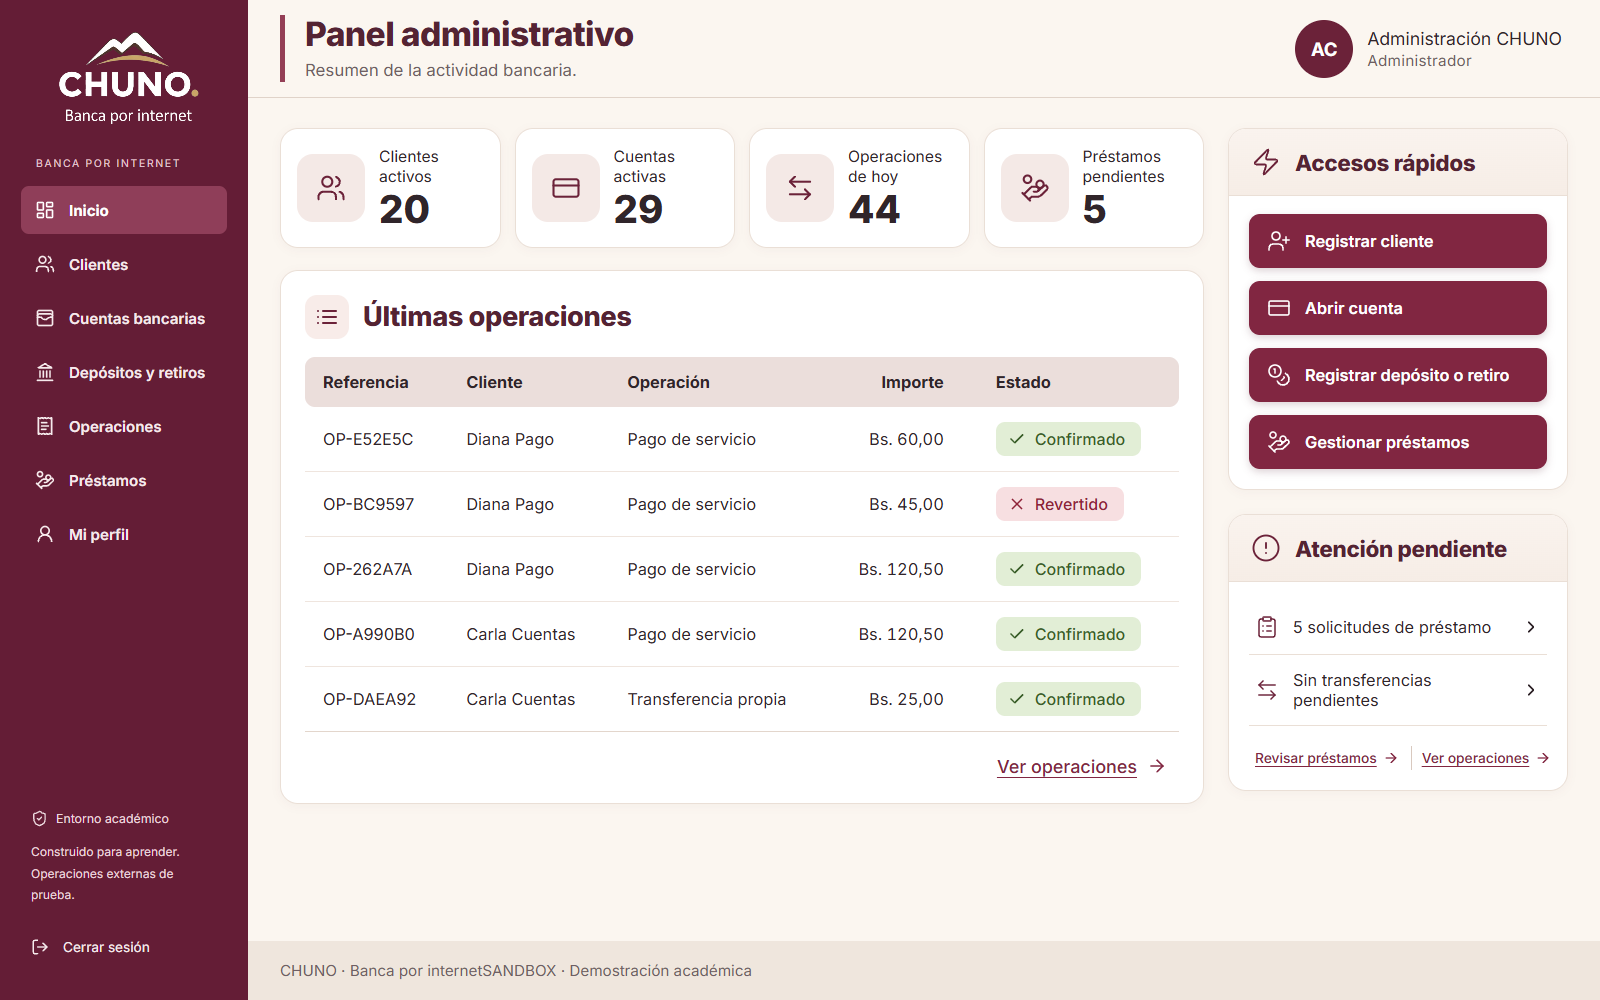 CHUNO.
Banca por internet
BANCA POR INTERNET
Inicio
Clientes
Cuentas bancarias
Depósitos y retiros
Operaciones
Préstamos
Mi perfil
Entorno académico
Construido para aprender.
Operaciones externas de
prueba.
Cerrar sesión
Panel administrativo
Resumen de la actividad bancaria.
AC
Administración CHUNO
Administrador
Clientes
activos
20
Cuentas
activas
29
Operaciones
de hoy
44
Préstamos
pendientes
5
Últimas operaciones
Referencia Cliente Operación Importe Estado
OP-E52E5C Diana Pago Pago de servicio Bs. 60,00 Confirmado
OP-BC9597 Diana Pago Pago de servicio Bs. 45,00 Revertido
OP-262A7A Diana Pago Pago de servicio Bs. 120,50 Confirmado
OP-A990B0 Carla Cuentas Pago de servicio Bs. 120,50 Confirmado
OP-DAEA92 Carla Cuentas Transferencia propia Bs. 25,00 Confirmado
Ver operaciones
Accesos rápidos
Registrar cliente
Abrir cuenta
Registrar depósito o retiro
Gestionar préstamos
Atención pendiente
5 solicitudes de préstamo
Sin transferencias
pendientes
Revisar préstamos Ver operaciones
CHUNO · Banca por internetSANDBOX · Demostración académica